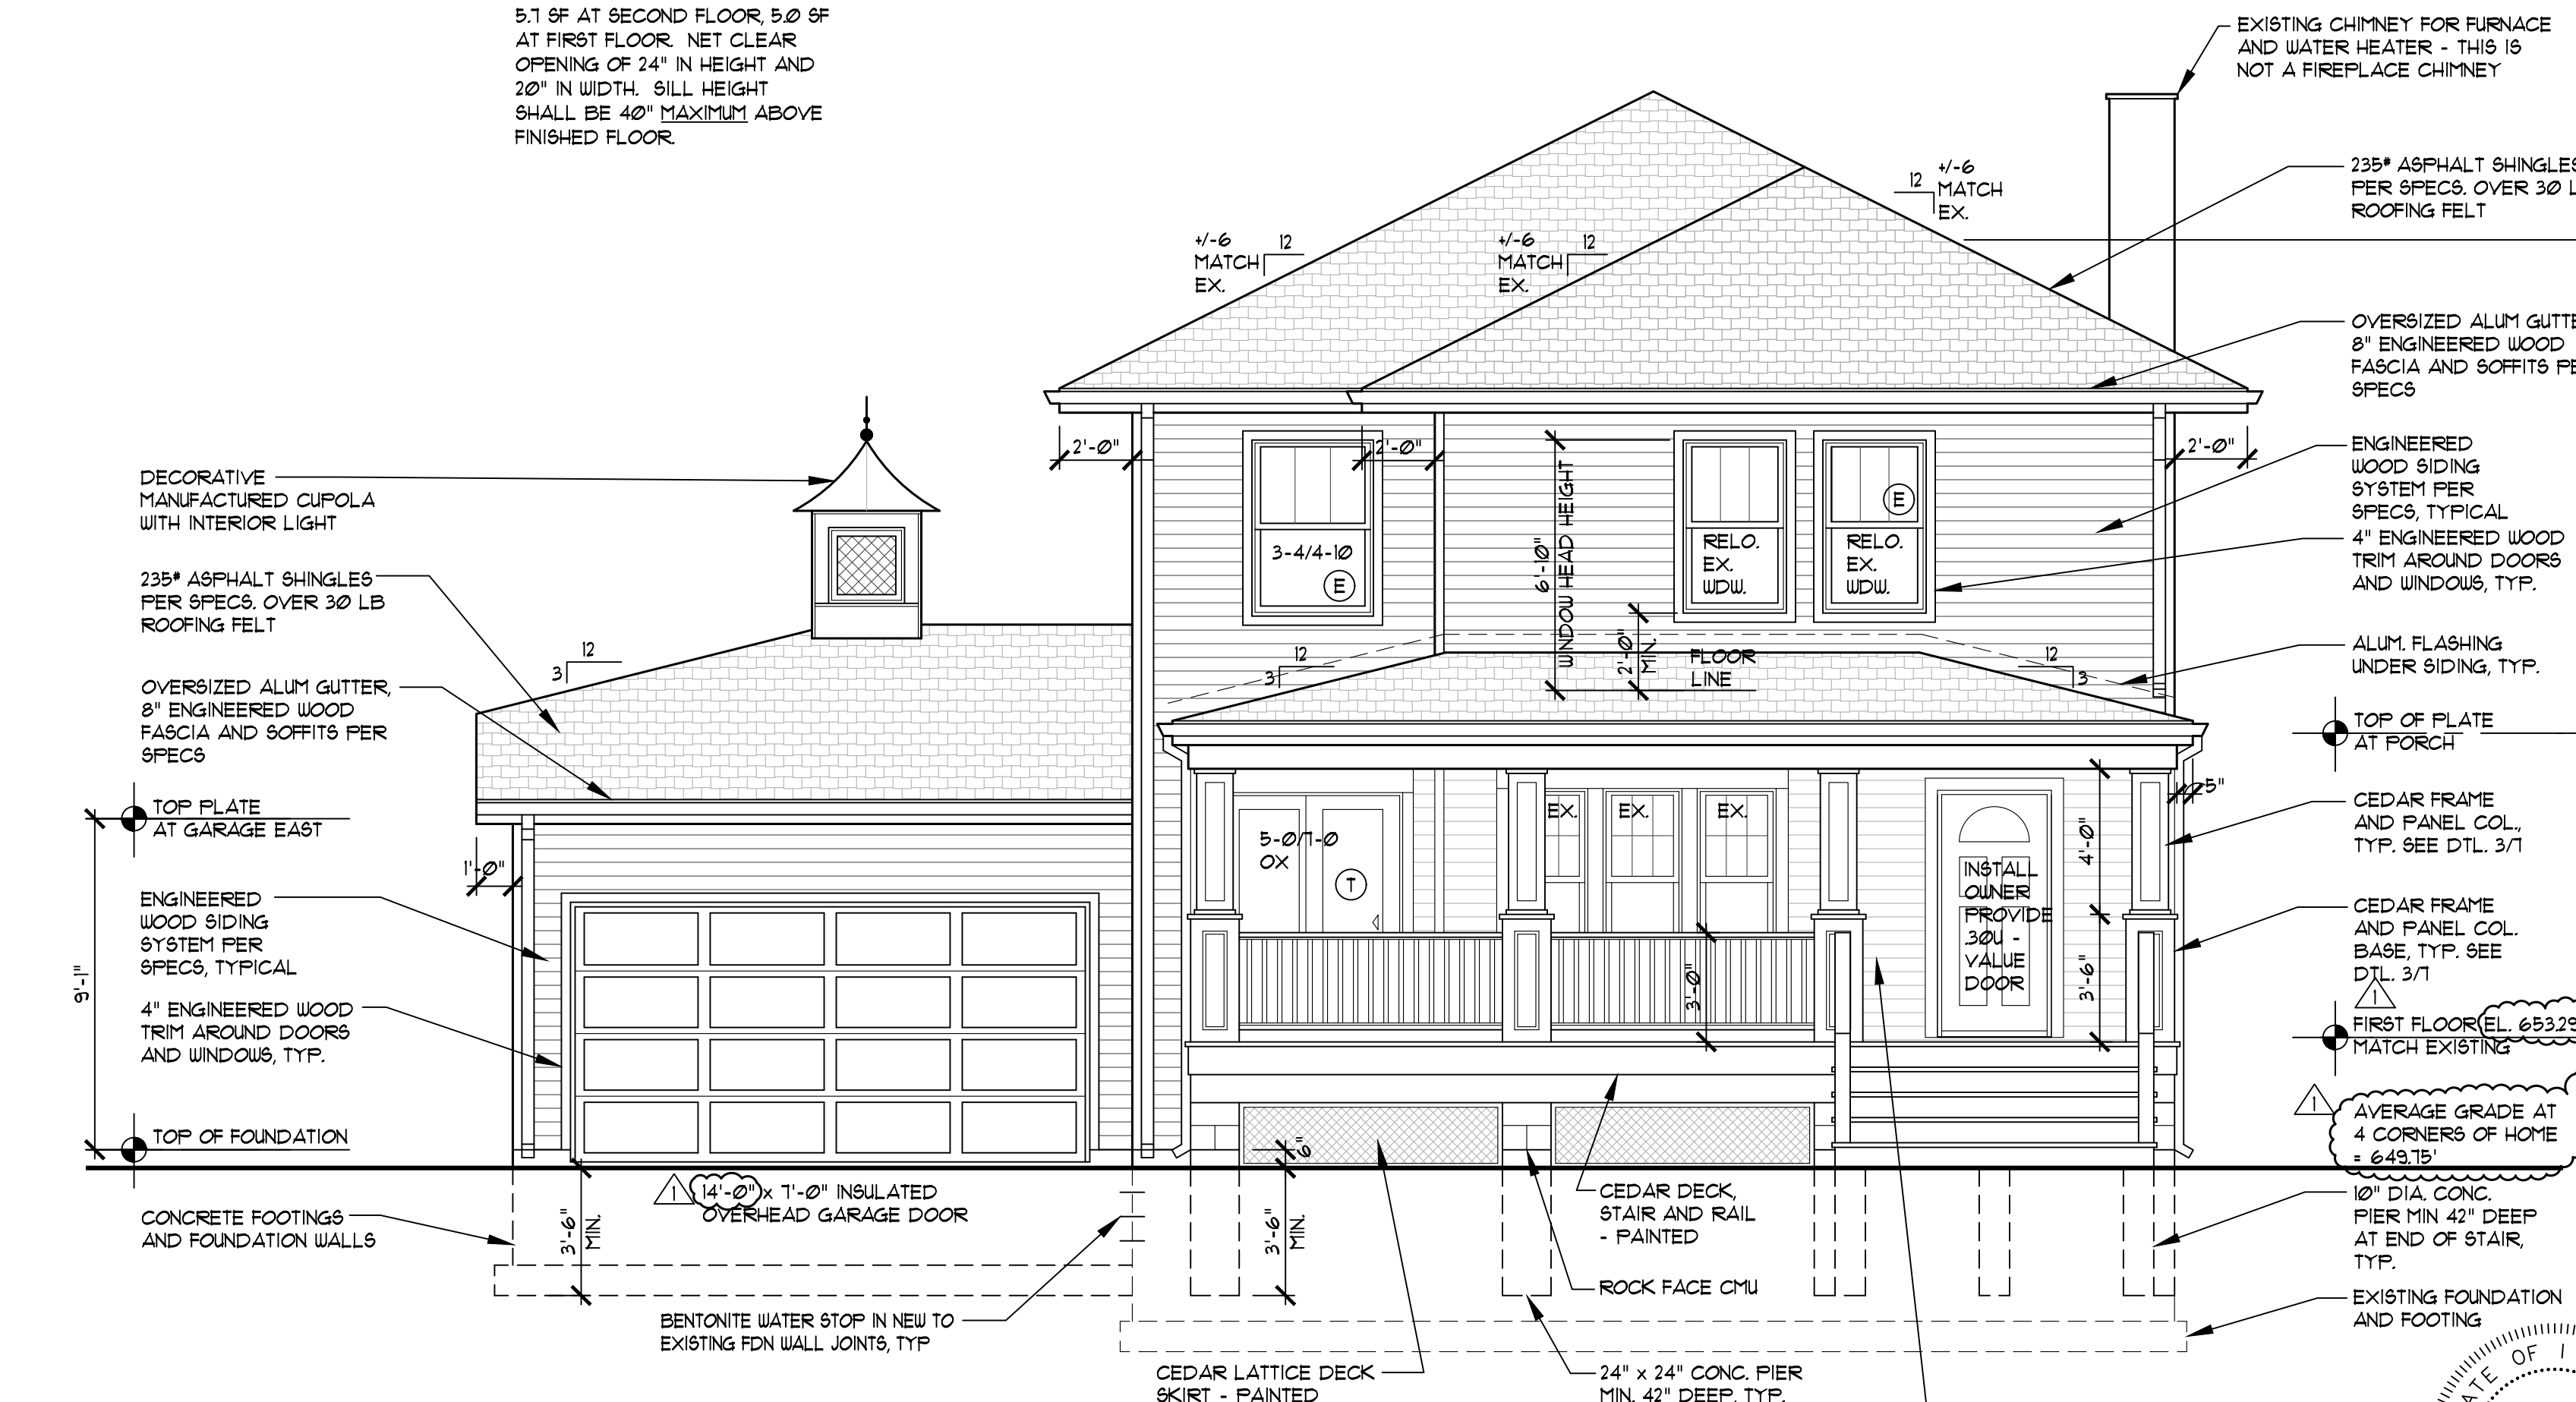 5.7 SF AT SECOND FLOOR, 5.0 SF
AT FIRST FLOOR. NET CLEAR
OPENING OF 24" IN HEIGHT AND
20" IN WIDTH. SILL HEIGHT
SHALL BE 40" MAXIMUM ABOVE
FINISHED FLOOR.
EXISTING CHIMNEY FOR FURNACE
AND WATER HEATER - THIS IS
NOT A FIREPLACE CHIMNEY
235# ASPHALT SHINGLES
PER SPECS. OVER 30 L
ROOFING FELT
12
+/-6
MATCH
EX.
+/-6
MATCH
EX.
12
+/-6
MATCH
EX.
12
OVERSIZED ALUM GUTTE
8" ENGINEERED WOOD
FASCIA AND SOFFITS PE
SPECS
2'-0"
2'-0"
2'-0"
ENGINEERED
WOOD SIDING
SYSTEM PER
SPECS, TYPICAL
4" ENGINEERED WOOD
TRIM AROUND DOORS
AND WINDOWS, TYP.
DECORATIVE
MANUFACTURED CUPOLA
WITH INTERIOR LIGHT
235# ASPHALT SHINGLES
PER SPECS. OVER 30 LB
ROOFING FELT
OVERSIZED ALUM GUTTER,
8" ENGINEERED WOOD
FASCIA AND SOFFITS PER
SPECS
3-4/4-10
E
6'-10"
WINDOW HEAD HEIGHT
RELO.
EX.
WDW.
E
RELO.
EX.
WDW.
2'-0"
MIN.
FLOOR
LINE
12
3
12
3
12
3
ALUM. FLASHING
UNDER SIDING, TYP.
TOP OF PLATE
AT PORCH
TOP PLATE
AT GARAGE EAST
1'-0"
9'-1"
ENGINEERED
WOOD SIDING
SYSTEM PER
SPECS, TYPICAL
4" ENGINEERED WOOD
TRIM AROUND DOORS
AND WINDOWS, TYP.
TOP OF FOUNDATION
5-0/7-0
OX
T
EX.
EX.
EX.
INSTALL
OWNER
PROVIDE
.30U -
VALUE
DOOR
4'-0"
3'-6"
3'-0"
5"
CEDAR FRAME
AND PANEL COL.,
TYP. SEE DTL. 3/7
CEDAR FRAME
AND PANEL COL.
BASE, TYP. SEE
DTL. 3/7
1
FIRST FLOOR EL. 653.29
MATCH EXISTING
1
AVERAGE GRADE AT
4 CORNERS OF HOME
= 649.75'
10" DIA. CONC.
PIER MIN 42" DEEP
AT END OF STAIR,
TYP.
EXISTING FOUNDATION
AND FOOTING
CONCRETE FOOTINGS
AND FOUNDATION WALLS
3'-6"
MIN.
1
14'-0" x 7'-0" INSULATED
OVERHEAD GARAGE DOOR
6"
3'-6"
MIN.
BENTONITE WATER STOP IN NEW TO
EXISTING FDN WALL JOINTS, TYP
CEDAR DECK,
STAIR AND RAIL
- PAINTED
ROCK FACE CMU
CEDAR LATTICE DECK
SKIRT - PAINTED
24" x 24" CONC. PIER
MIN. 42" DEEP, TYP.
ATE OF I